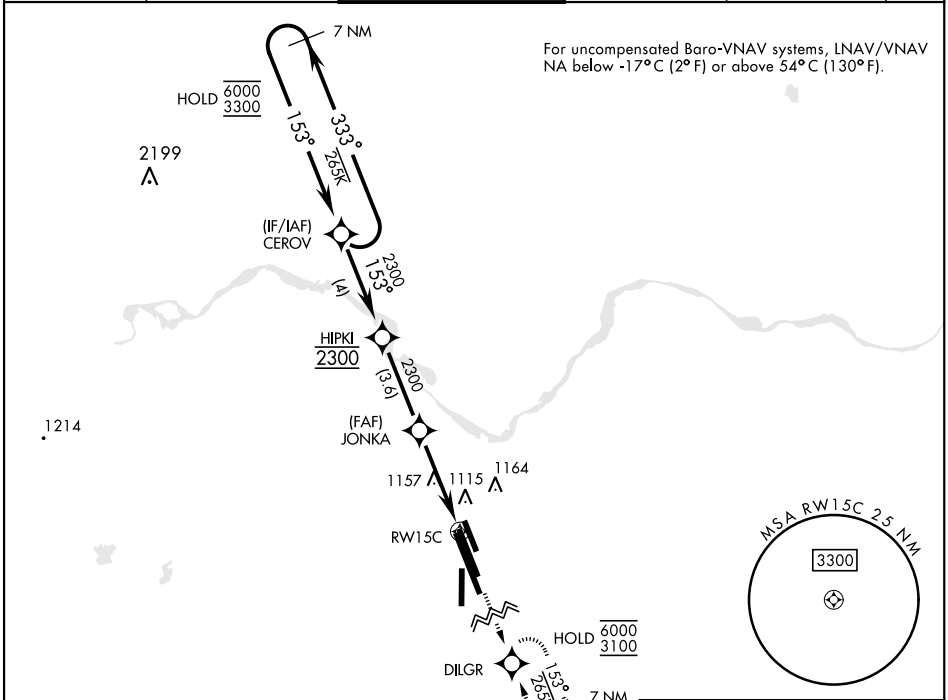 7 NM
For uncompensated Baro-VNAV systems, LNAV/VNAV
NA below -17°C (2°F) or above 54°C (130°F).
HOLD 6000
3300
153°
333°
265K
2199
(IF/IAF)
CEROV
2300
153°
(4)
HIPKI
2300
2300
(3.6)
(FAF)
JONKA
1214
1157
1115
1164
RW15C
MSA RW15C 25 NM
3300
HOLD 6000
3100
DILGR
153°
7 NM